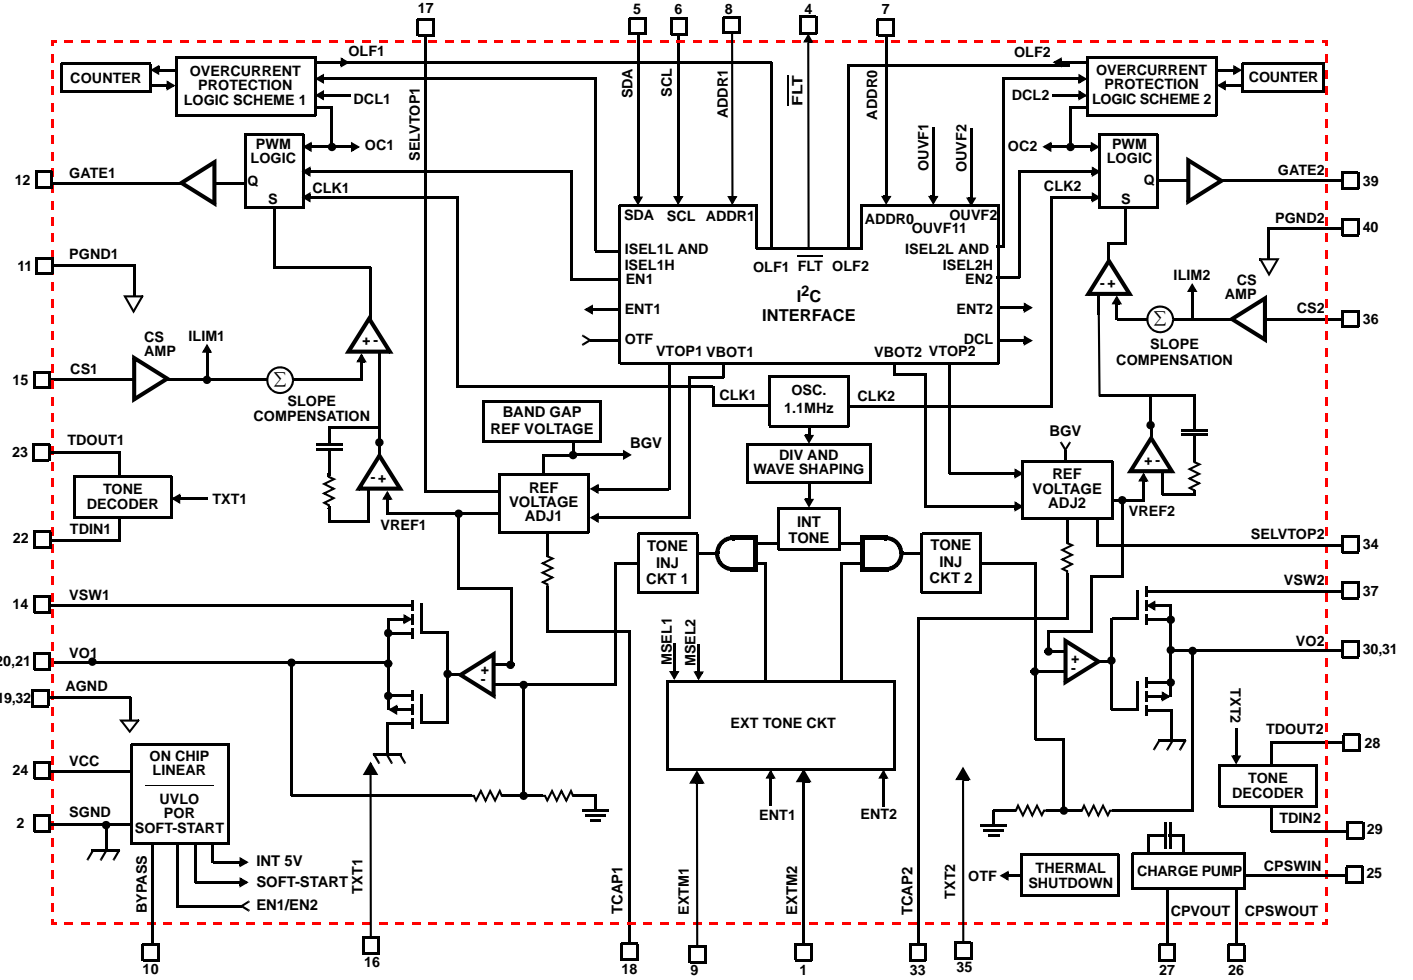 17
5
6
8
4
7
OLF1
OLF2
COUNTER
OVERCURRENT
PROTECTION
LOGIC SCHEME 1
DCL1
SELVTOP1
SDA
SCL
ADDR1
FLT
ADDR0
OUVF1
OUVF2
DCL2
OVERCURRENT
PROTECTION
LOGIC SCHEME 2
COUNTER
OC1
PWM
LOGIC
Q
S
CLK1
12
GATE1
OC2
CLK2
PWM
LOGIC
Q
S
GATE2
39
PGND2
40
11
PGND1
SDA
SCL
ADDR1
ISEL1L AND
ISEL1H
EN1
ENT1
OTF
VTOP1
VBOT1
OLF1
FLT
OLF2
I2C
INTERFACE
ADDR0
OUVF11
OUVF2
ISEL2L AND
ISEL2H
EN2
ENT2
DCL
VBOT2
VTOP2
- +
ILIM2
CS
AMP
CS2
36
Σ
SLOPE
COMPENSATION
+ -
CS
AMP
ILIM1
15
CS1
Σ
SLOPE
COMPENSATION
CLK1
OSC.
1.1MHz
CLK2
BAND GAP
REF VOLTAGE
BGV
DIV AND
WAVE SHAPING
BGV
23
TDOUT1
TONE
DECODER
TXT1
22
TDIN1
- +
VREF1
REF
VOLTAGE
ADJ1
REF
VOLTAGE
ADJ2
+ -
VREF2
INT
TONE
TONE
INJ
CKT 1
TONE
INJ
CKT 2
SELVTOP2
34
14
VSW1
VSW2
37
20,21
VO1
+
-
MSEL1
MSEL2
+
-
VO2
30,31
19,32
AGND
EXT TONE CKT
TXT2
TDOUT2
28
24
VCC
ON CHIP
LINEAR
UVLO
POR
SOFT-START
2
SGND
ENT1
ENT2
TONE
DECODER
TDIN2
29
INT 5V
SOFT-START
EN1/EN2
BYPASS
TXT1
TCAP1
EXTM1
EXTM2
TCAP2
TXT2
OTF
THERMAL
SHUTDOWN
CHARGE PUMP
CPSWIN
25
CPVOUT
CPSWOUT
10
16
18
9
1
33
35
27
26